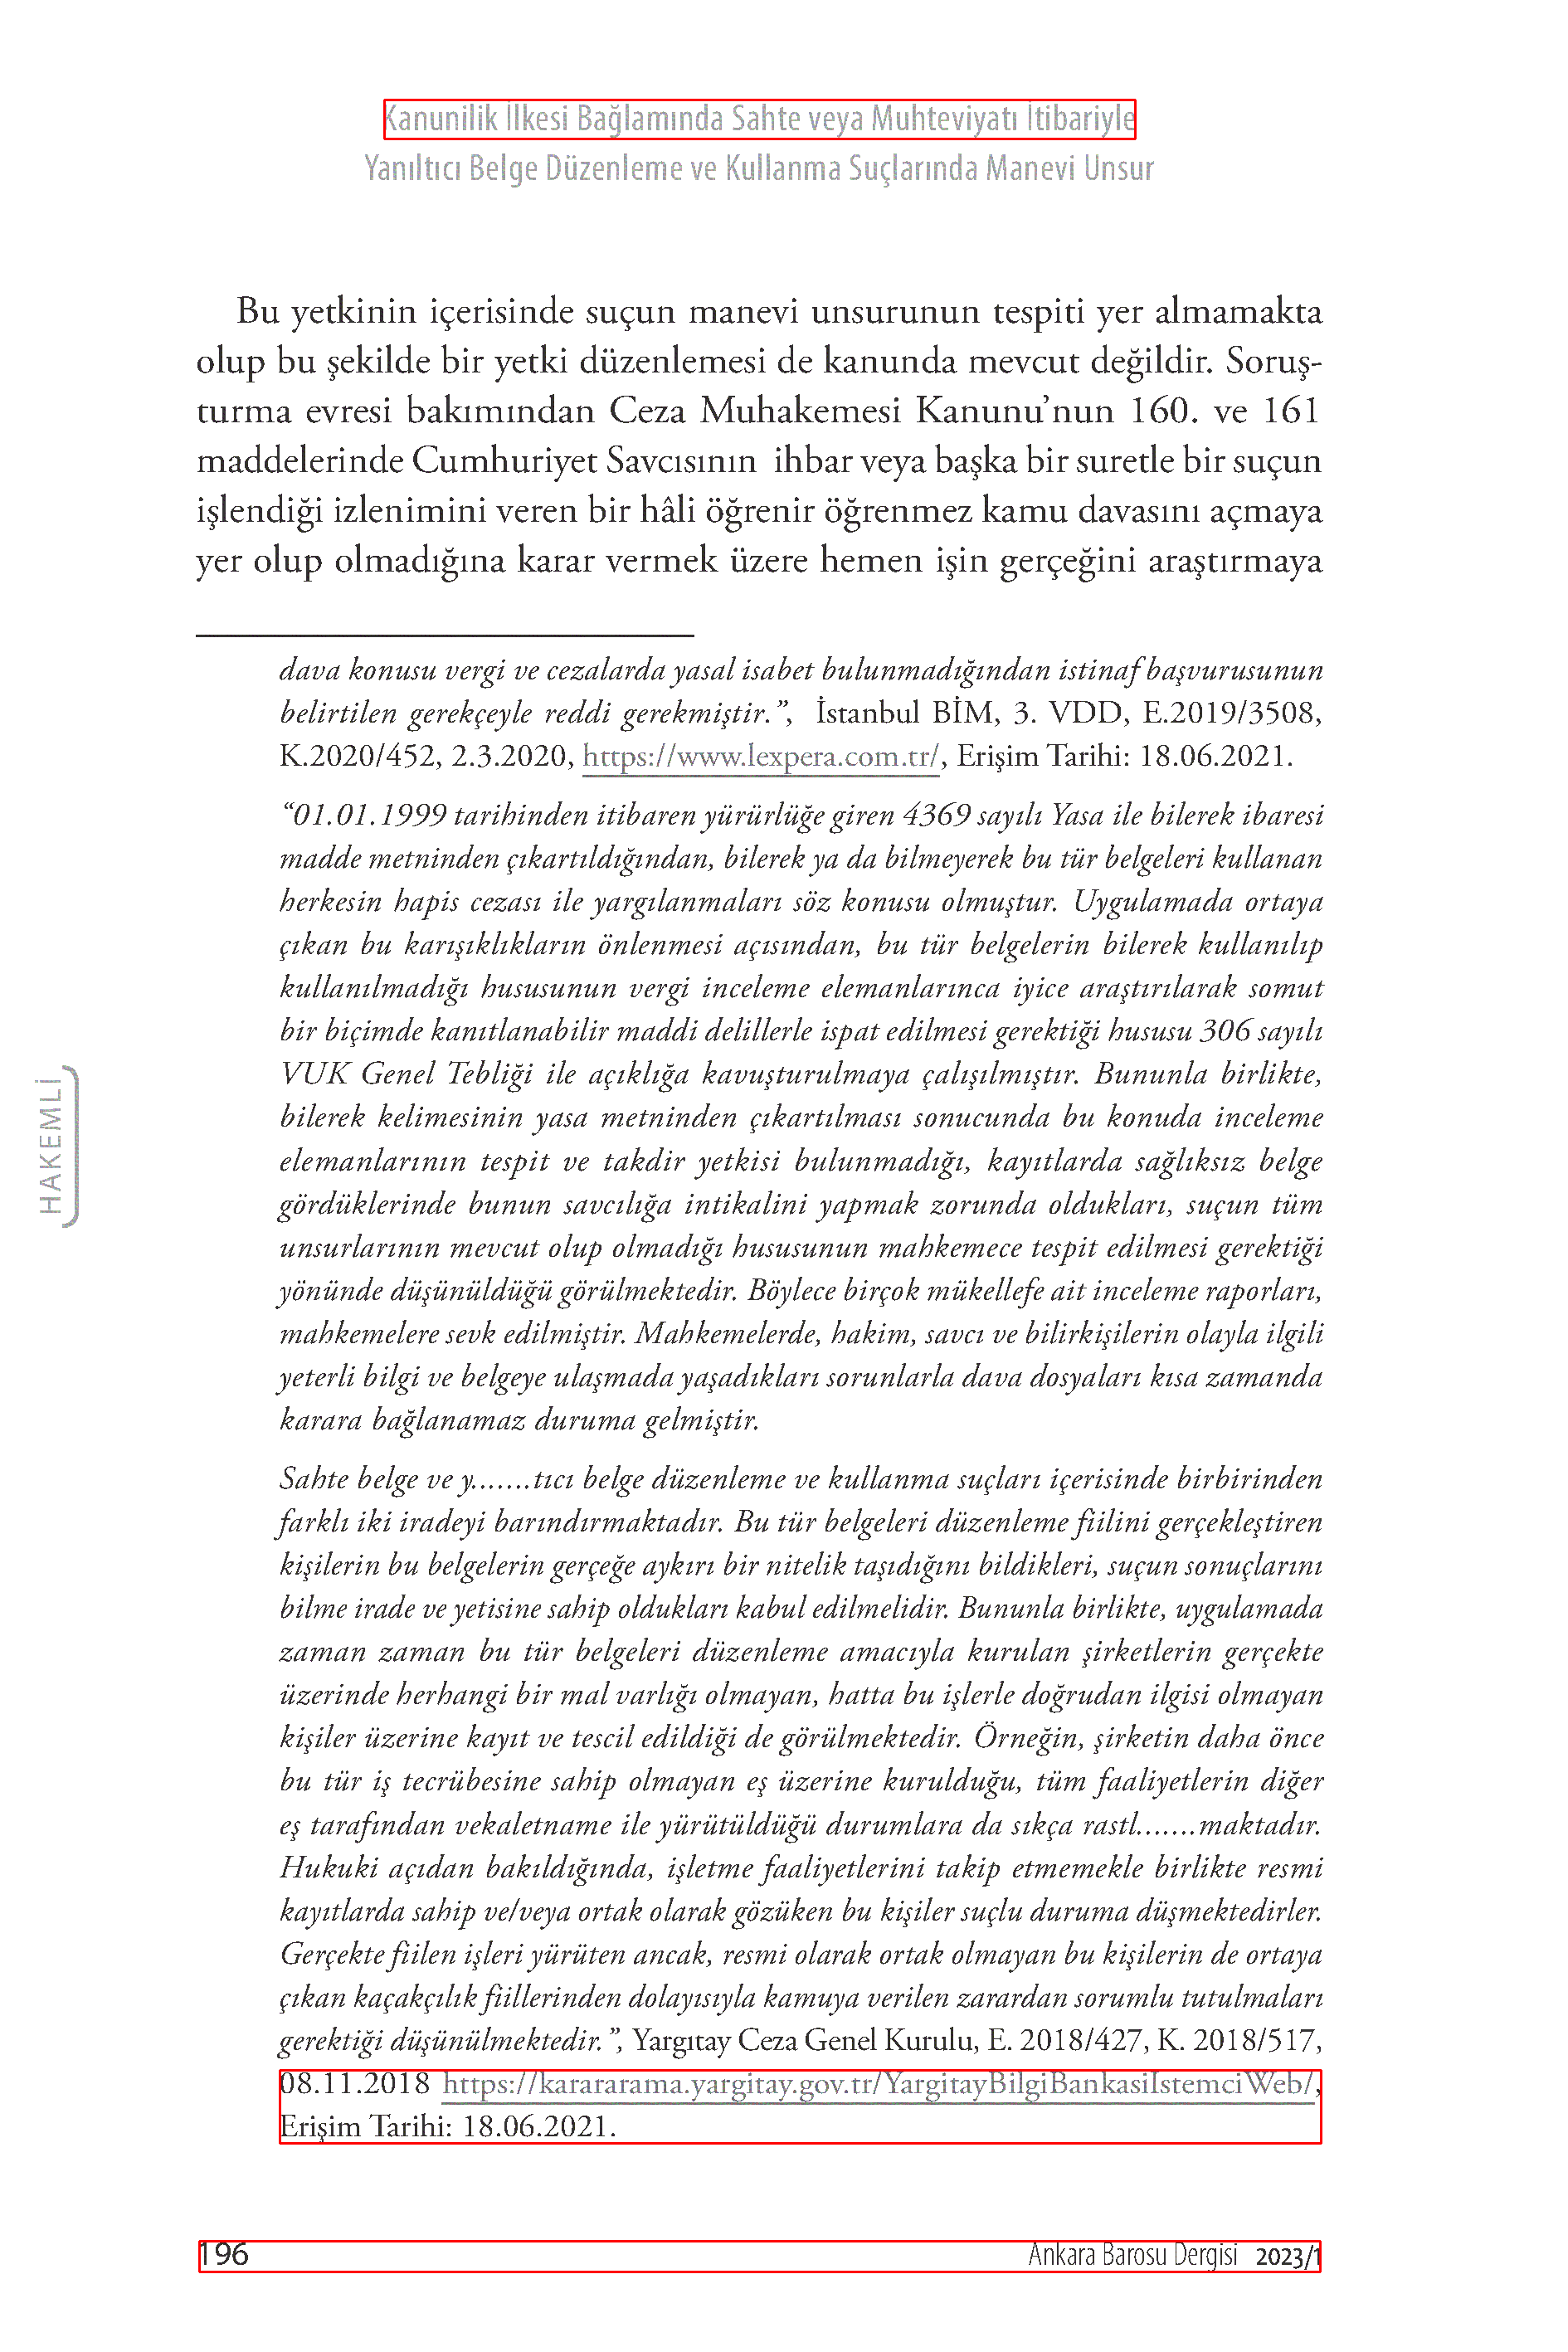 Kanunilik İlkesi Bağlamında Sahte veya Muhteviyatı İtibariyle
Yanıltıcı Belge Düzenleme ve Kullanma Suçlarında Manevi Unsur
Bu yetkinin içerisinde suçun manevi unsurunun tespiti yer almamakta
olup bu şekilde bir yetki düzenlemesi de kanunda mevcut değildir. Soruş-
turma evresi bakımından Ceza Muhakemesi Kanunu’nun 160. ve 161
maddelerinde Cumhuriyet Savcısının ihbar veya başka bir suretle bir suçun
işlendiği izlenimini veren bir hâli öğrenir öğrenmez kamu davasını açmaya
yer olup olmadığına karar vermek üzere hemen işin gerçeğini araştırmaya
dava konusu vergi ve cezalarda yasal isabet bulunmadığından istinaf başvurusunun
belirtilen gerekçeyle reddi gerekmiştir.”, İstanbul BİM, 3. VDD, E.2019/3508,
K.2020/452, 2.3.2020, https://www.lexpera.com.tr/, Erişim Tarihi: 18.06.2021.
“01.01.1999 tarihinden itibaren yürürlüğe giren 4369 sayılı Yasa ile bilerek ibaresi
madde metninden çıkartıldığından, bilerek ya da bilmeyerek bu tür belgeleri kullanan
herkesin hapis cezası ile yargılanmaları söz konusu olmuştur. Uygulamada ortaya
çıkan bu karışıklıkların önlenmesi açısından, bu tür belgelerin bilerek kullanılıp
kullanılmadığı hususunun vergi inceleme elemanlarınca iyice araştırılarak somut
bir biçimde kanıtlanabilir maddi delillerle ispat edilmesi gerektiği hususu 306 sayılı
VUK Genel Tebliği ile açıklığa kavuşturulmaya çalışılmıştır. Bununla birlikte,
bilerek kelimesinin yasa metninden çıkartılması sonucunda bu konuda inceleme
elemanlarının tespit ve takdir yetkisi bulunmadığı, kayıtlarda sağlıksız belge
gördüklerinde bunun savcılığa intikalini yapmak zorunda oldukları, suçun tüm
unsurlarının mevcut olup olmadığı hususunun mahkemece tespit edilmesi gerektiği
yönünde düşünüldüğü görülmektedir. Böylece birçok mükellefe ait inceleme raporları,
mahkemelere sevk edilmiştir. Mahkemelerde, hakim, savcı ve bilirkişilerin olayla ilgili
yeterli bilgi ve belgeye ulaşmada yaşadıkları sorunlarla dava dosyaları kısa zamanda
karara bağlanamaz duruma gelmiştir.
HAKEMLİ
Sahte belge ve y.......tıcı belge düzenleme ve kullanma suçları içerisinde birbirinden
farklı iki iradeyi barındırmaktadır. Bu tür belgeleri düzenleme fiilini gerçekleştiren
kişilerin bu belgelerin gerçeğe aykırı bir nitelik taşıdığını bildikleri, suçun sonuçlarını
bilme irade ve yetisine sahip oldukları kabul edilmelidir. Bununla birlikte, uygulamada
zaman zaman bu tür belgeleri düzenleme amacıyla kurulan şirketlerin gerçekte
üzerinde herhangi bir mal varlığı olmayan, hatta bu işlerle doğrudan ilgisi olmayan
kişiler üzerine kayıt ve tescil edildiği de görülmektedir. Örneğin, şirketin daha önce
bu tür iş tecrübesine sahip olmayan eş üzerine kurulduğu, tüm faaliyetlerin diğer
eş tarafından vekaletname ile yürütüldüğü durumlara da sıkça rastl.......maktadır.
Hukuki açıdan bakıldığında, işletme faaliyetlerini takip etmemekle birlikte resmi
kayıtlarda sahip ve/veya ortak olarak gözüken bu kişiler suçlu duruma düşmektedirler.
Gerçekte fiilen işleri yürüten ancak, resmi olarak ortak olmayan bu kişilerin de ortaya
çıkan kaçakçılık fiillerinden dolayısıyla kamuya verilen zarardan sorumlu tutulmaları
gerektiği düşünülmektedir.”, Yargıtay Ceza Genel Kurulu, E. 2018/427, K. 2018/517,
08.11.2018 https://karararama.yargitay.gov.tr/YargitayBilgiBankasiIstemciWeb/,
Erişim Tarihi: 18.06.2021.
196 Ankara Barosu Dergisi 2023/1